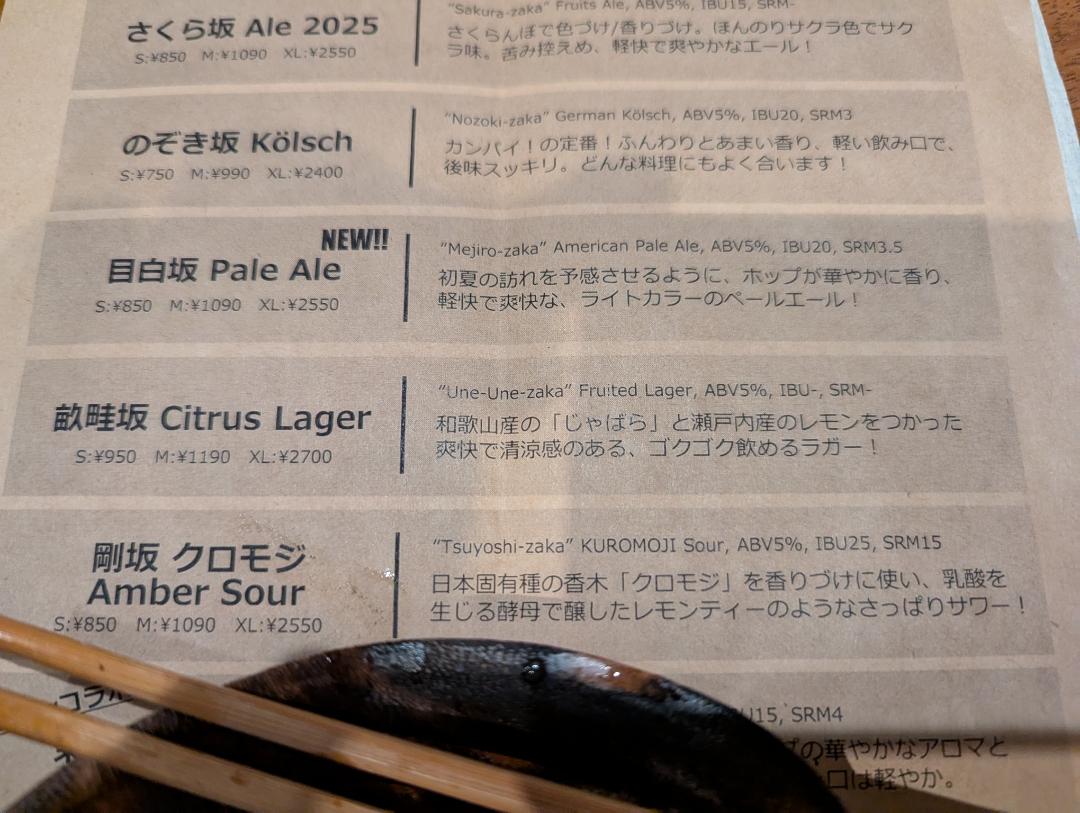 さくら坂 Ale 2025
S:¥850 M:¥1090 XL:¥2550
"Sakura-zaka" Fruits Ale, ABV5%, IBU15, SRM-
さくらんぼで色づけ/香りづけ。ほんのりサクラ色でサク
ラ味。苦み控えめ、軽快で爽やかなエール！
のぞき坂 Kölsch
S:¥750 M:¥990 XL:¥2400
"Nozoki-zaka" German Kölsch, ABV5%, IBU20, SRM3
カンパイ！の定番！ふんわりとあまい香り、軽い飲み口で、
後味スッキリ。どんな料理にもよく合います！
NEW!!
目白坂 Pale Ale
S:¥850 M:¥1090 XL:¥2550
"Mejiro-zaka" American Pale Ale, ABV5%, IBU20, SRM3.5
初夏の訪れを予感させるように、ホップが華やかに香り、
軽快で爽快な、ライトカラーのペールエール！
畝畦坂 Citrus Lager
S:¥950 M:¥1190 XL:¥2700
"Une-Une-zaka" Fruited Lager, ABV5%, IBU-, SRM-
和歌山産の「じゃばら」と瀬戸内産のレモンをつかった
爽快で清涼感のある、ゴクゴク飲めるラガー！
剛坂 クロモジ
Amber Sour
S:¥850 M:¥1090 XL:¥2550
"Tsuyoshi-zaka" KUROMOJI Sour, ABV5%, IBU25, SRM15
日本固有種の香木「クロモジ」を香りづけに使い、乳酸を
生じる酵母で醸したレモンティーのようなさっぱりサワー！
コラ
U15, SRM4
の華やかなアロマと
口は軽やか。